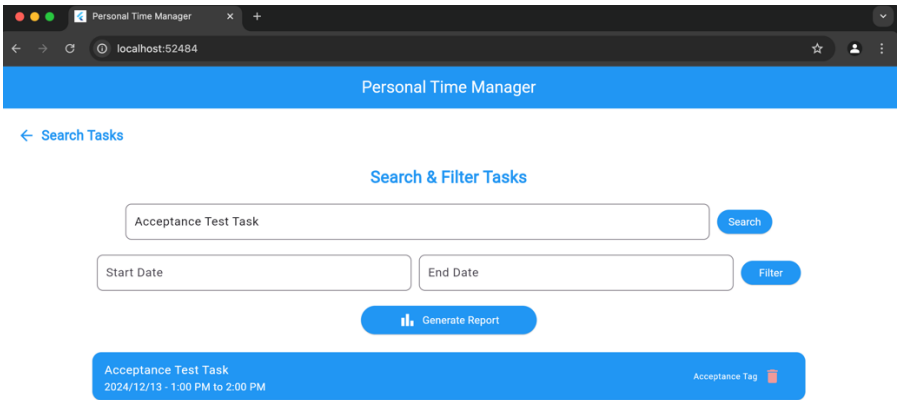 Personal Time Manager
localhost:52484
Personal Time Manager
Search Tasks
Search & Filter Tasks
Acceptance Test Task
Search
Start Date
End Date
Filter
Generate Report
Acceptance Test Task
2024/12/13 - 1:00 PM to 2:00 PM
Acceptance Tag